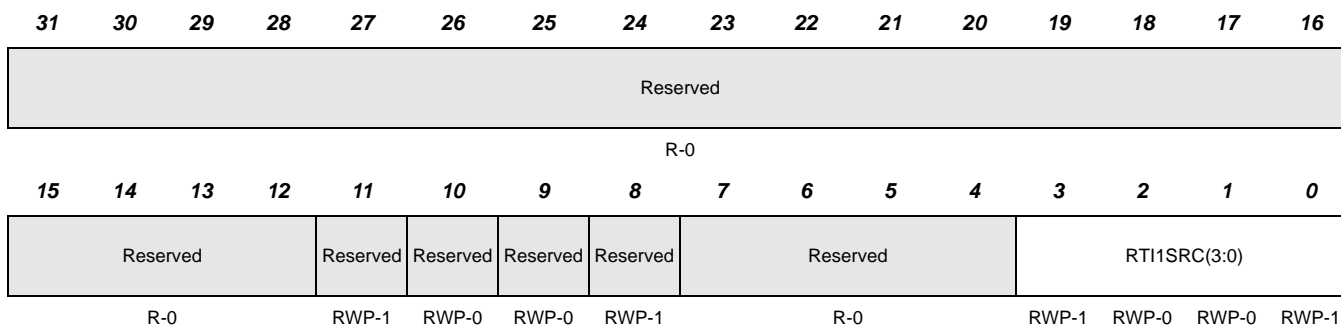 31 30 29 28 27 26 25 24 23 22 21 20 19 18 17 16
Reserved
R-0
15 14 13 12 11 10 9 8 7 6 5 4 3 2 1 0
Reserved Reserved Reserved Reserved Reserved Reserved RTI1SRC(3:0)
R-0 RWP-1 RWP-0 RWP-0 RWP-1 R-0 RWP-1 RWP-0 RWP-0 RWP-1